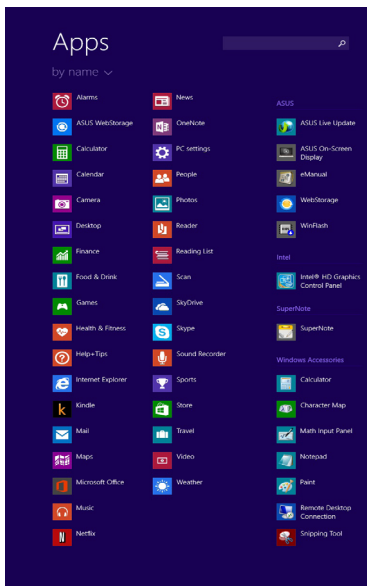 Apps
by name
Alarms
ASUS WebStorage
Calculator
Calendar
Camera
Desktop
Finance
Food & Drink
Games
Health & Fitness
Help+Tips
Internet Explorer
Kindle
Mail
Maps
Microsoft Office
Music
Netflix
News
OneNote
PC settings
People
Photos
Reader
Reading List
Scan
SkyDrive
Skype
Sound Recorder
Sports
Store
Travel
Video
Weather
ASUS
ASUS Live Update
ASUS On-Screen
Display
eManual
WebStorage
WinFlash
Intel
Intel® HD Graphics
Control Panel
SuperNote
SuperNote
Windows Accessories
Calculator
Character Map
Math Input Panel
Notepad
Paint
Remote Desktop
Connection
Snipping Tool